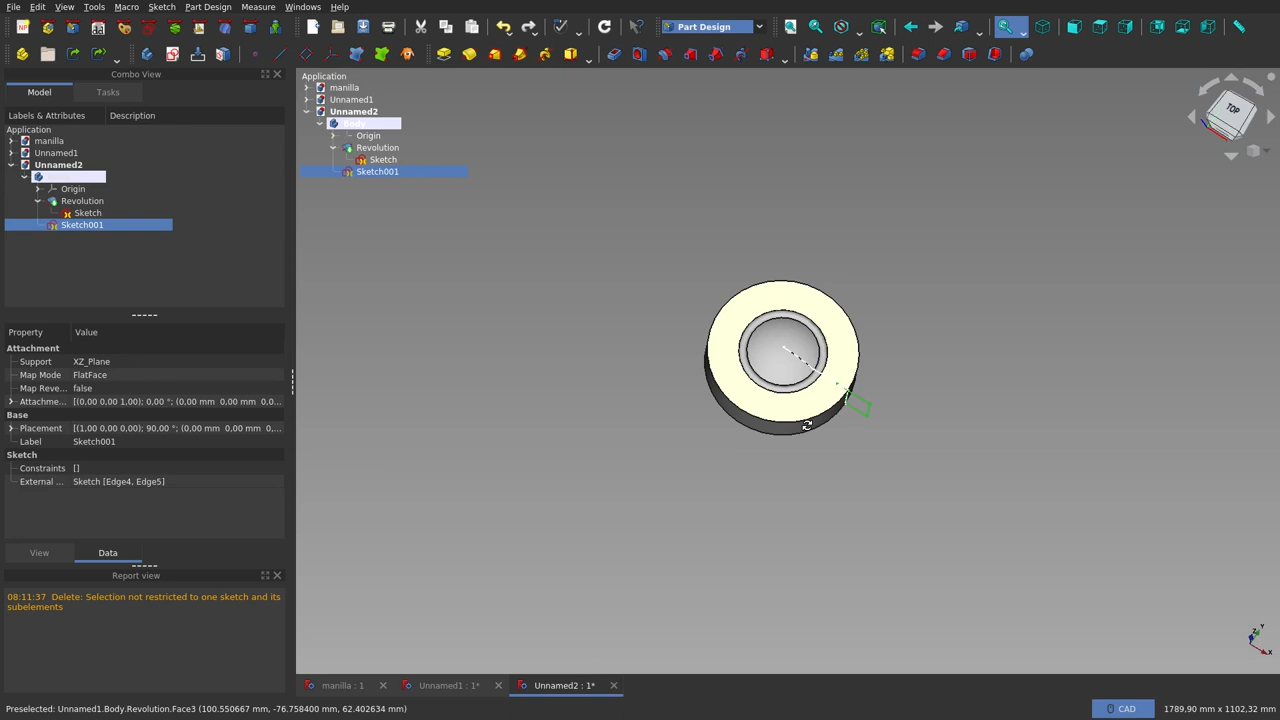 File Edit View Tools Macro Sketch Part Design Measure Windows Help
Part Design
Combo View
Model Tasks
Labels & Attributes Description
Application
manilla
Unnamed1
Unnamed2
Origin
Revolution
Sketch
Sketch001
Application
manilla
Unnamed1
Unnamed2
Origin
Revolution
Sketch
Sketch001
TOP
Property Value
Attachment
Support XZ_Plane
Map Mode FlatFace
Map Reve... false
Attachme... [(0,00 0,00 1,00); 0,00 °; (0,00 mm 0,00 mm 0,0...
Base
Placement [(1,00 0,00 0,00); 90,00 °; (0,00 mm 0,00 mm 0,0...
Label Sketch001
Sketch
Constraints []
External ... Sketch [Edge4, Edge5]
View Data
Report view
08:11:37 Delete: Selection not restricted to one sketch and its
subelements
Y
Z
X
manilla : 1 Unnamed1 : 1* Unnamed2 : 1*
Preselected: Unnamed1.Body.Revolution.Face3 (100.550667 mm, -76.758400 mm, 62.402634 mm)
CAD 1789,90 mm x 1102,32 mm